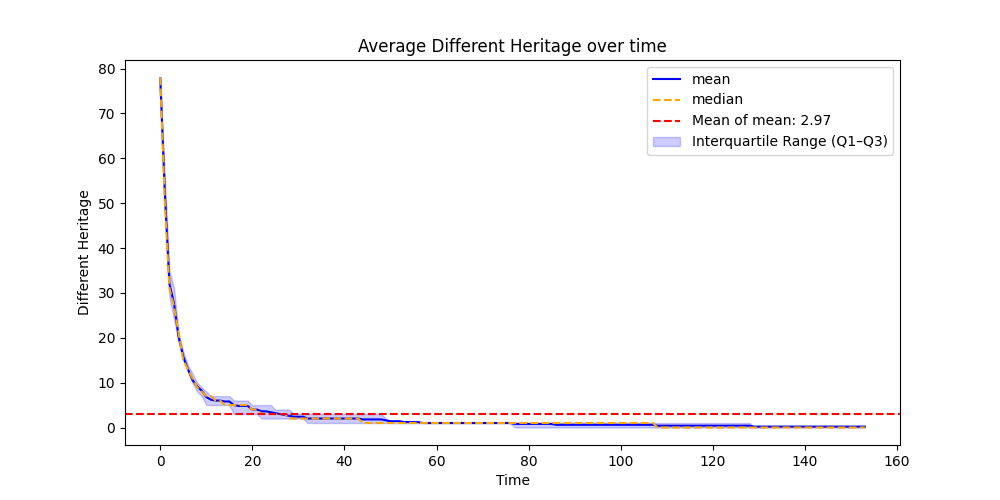 Average Different Heritage over time
mean
median
Mean of mean: 2.97
Interquartile Range (Q1–Q3)
Different Heritage
80
70
60
50
40
30
20
10
0
0 20 40 60 80 100 120 140 160
Time